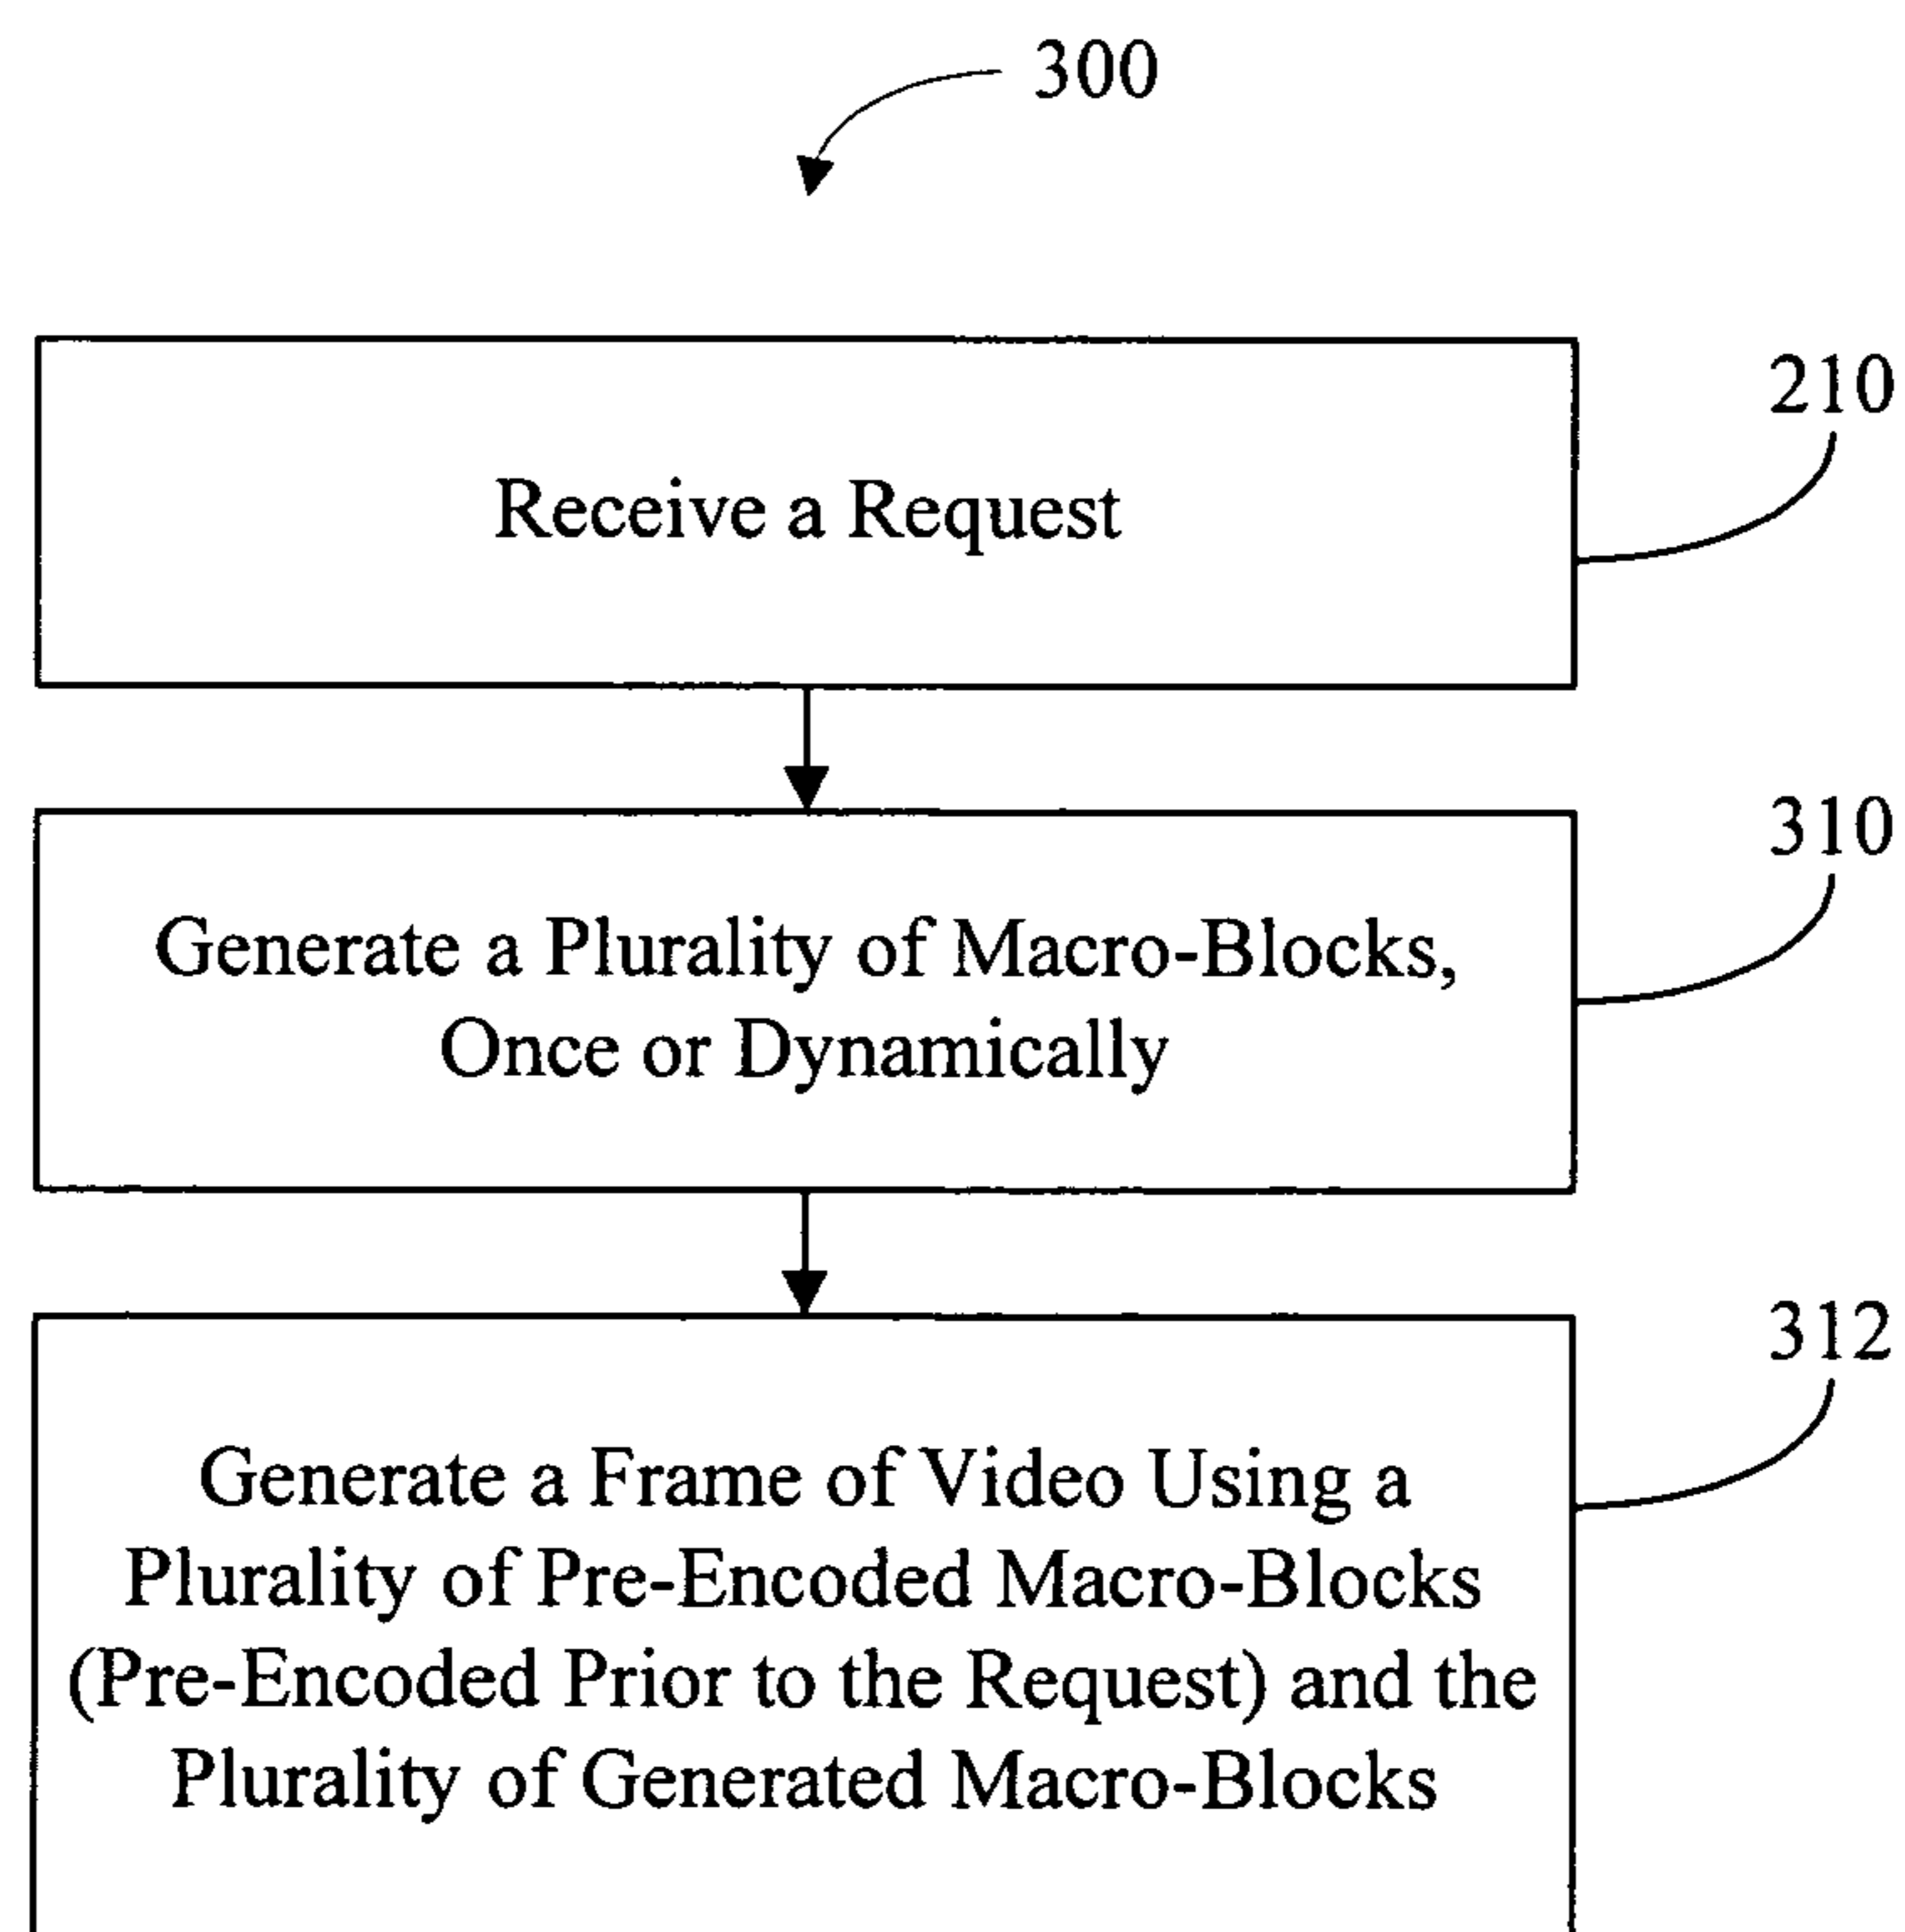 300
210
Receive a Request
310
Generate a Plurality of Macro-Blocks,
Once or Dynamically
312
Generate a Frame of Video Using a
Plurality of Pre-Encoded Macro-Blocks
(Pre-Encoded Prior to the Request) and the
Plurality of Generated Macro-Blocks